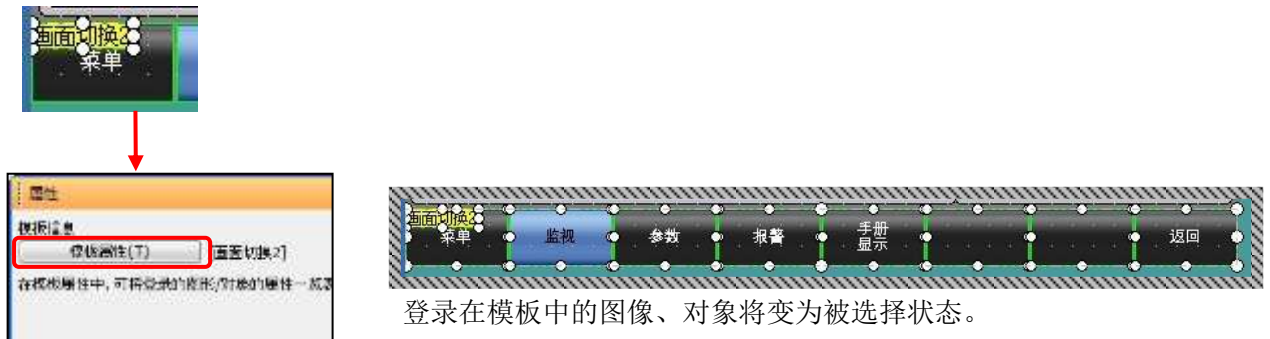 画面切换2
菜单
属性
模板信息
模板属性(T)
[画面切换2]
在模板属性中,可将登录的图形/对象的属性一览表
画面切换2
菜单
监视
参数
报警
手册
显示
返回
登录在模板中的图像、对象将变为被选择状态。